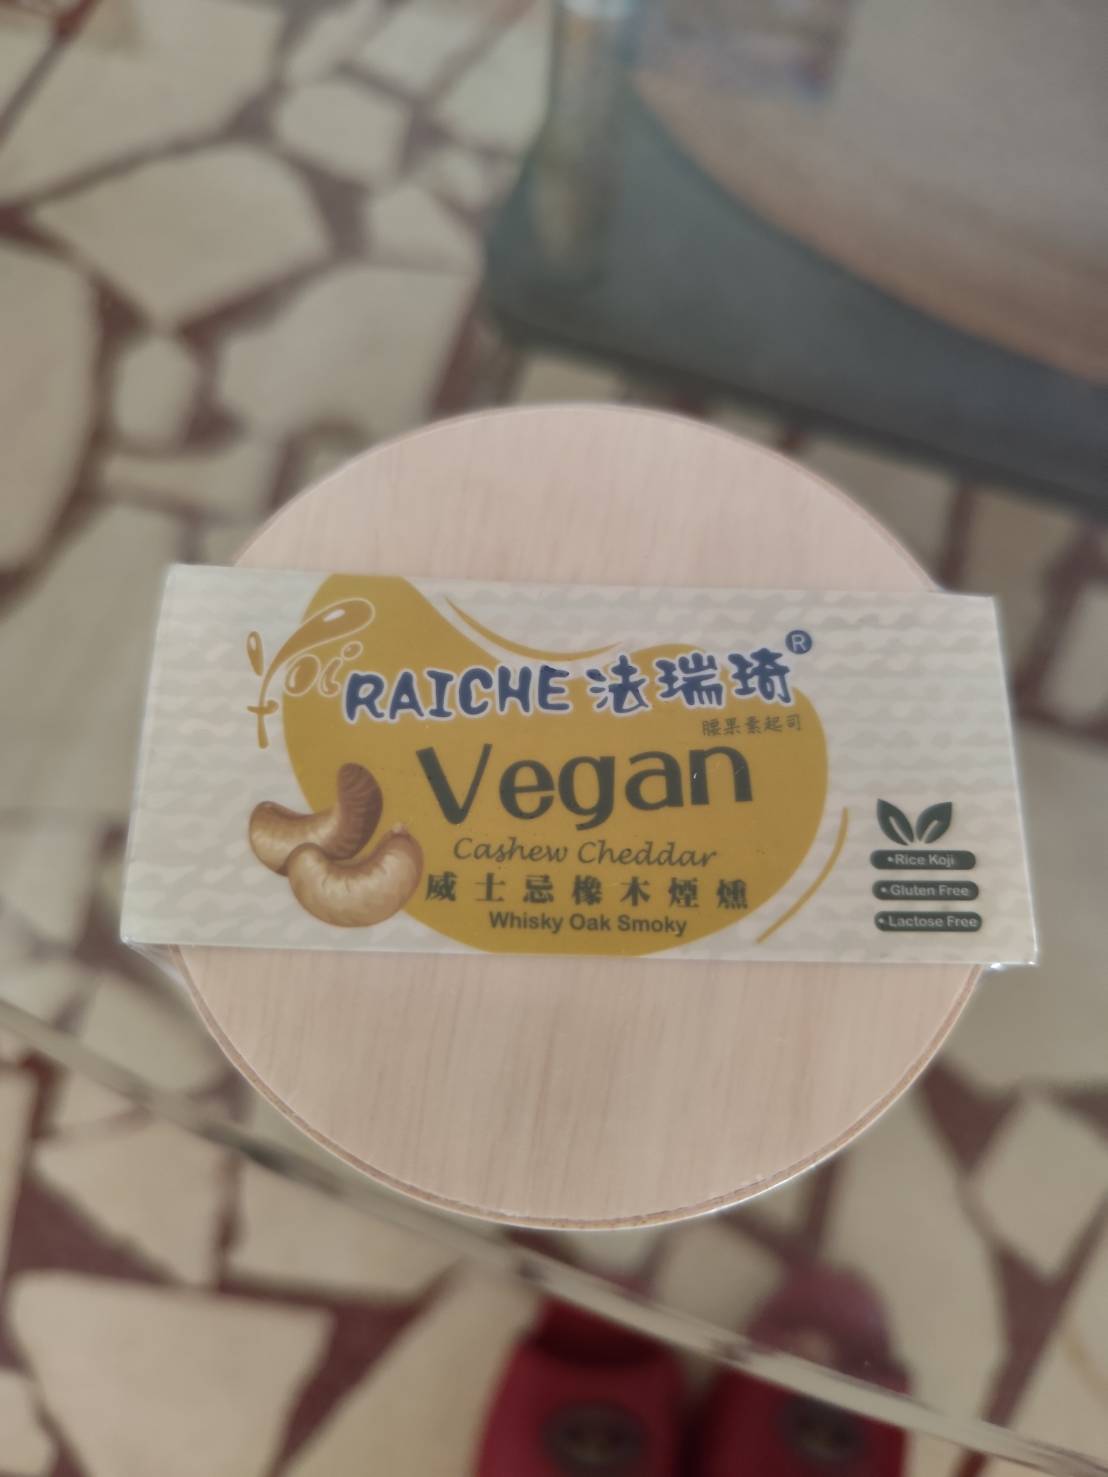 RAICHE 法瑞琦®
腰果素起司
Vegan
Cashew Cheddar
威士忌橡木煙燻
Whisky Oak Smoky
•Rice Koji
•Gluten Free
•Lactose Free